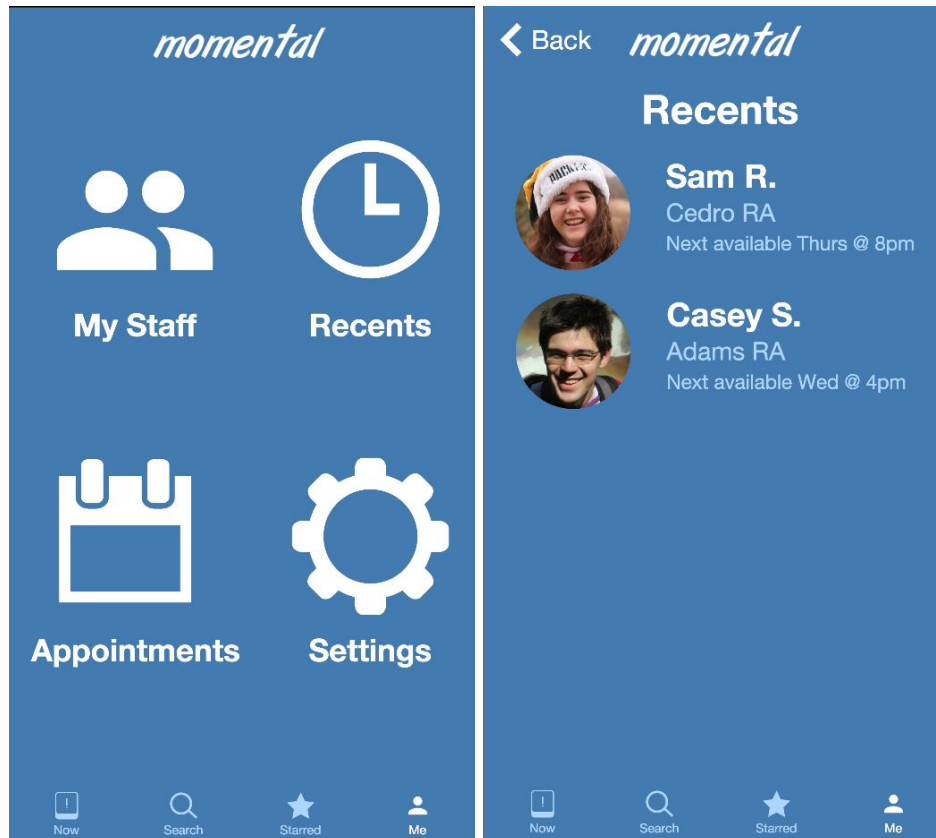 momental
My Staff
Recents
Appointments
Settings
!
Now
Search
Starred
Me
Back
momental
Recents
PACKERS
Sam R.
Cedro RA
Next available Thurs @ 8pm
Casey S.
Adams RA
Next available Wed @ 4pm
!
Now
Search
Starred
Me